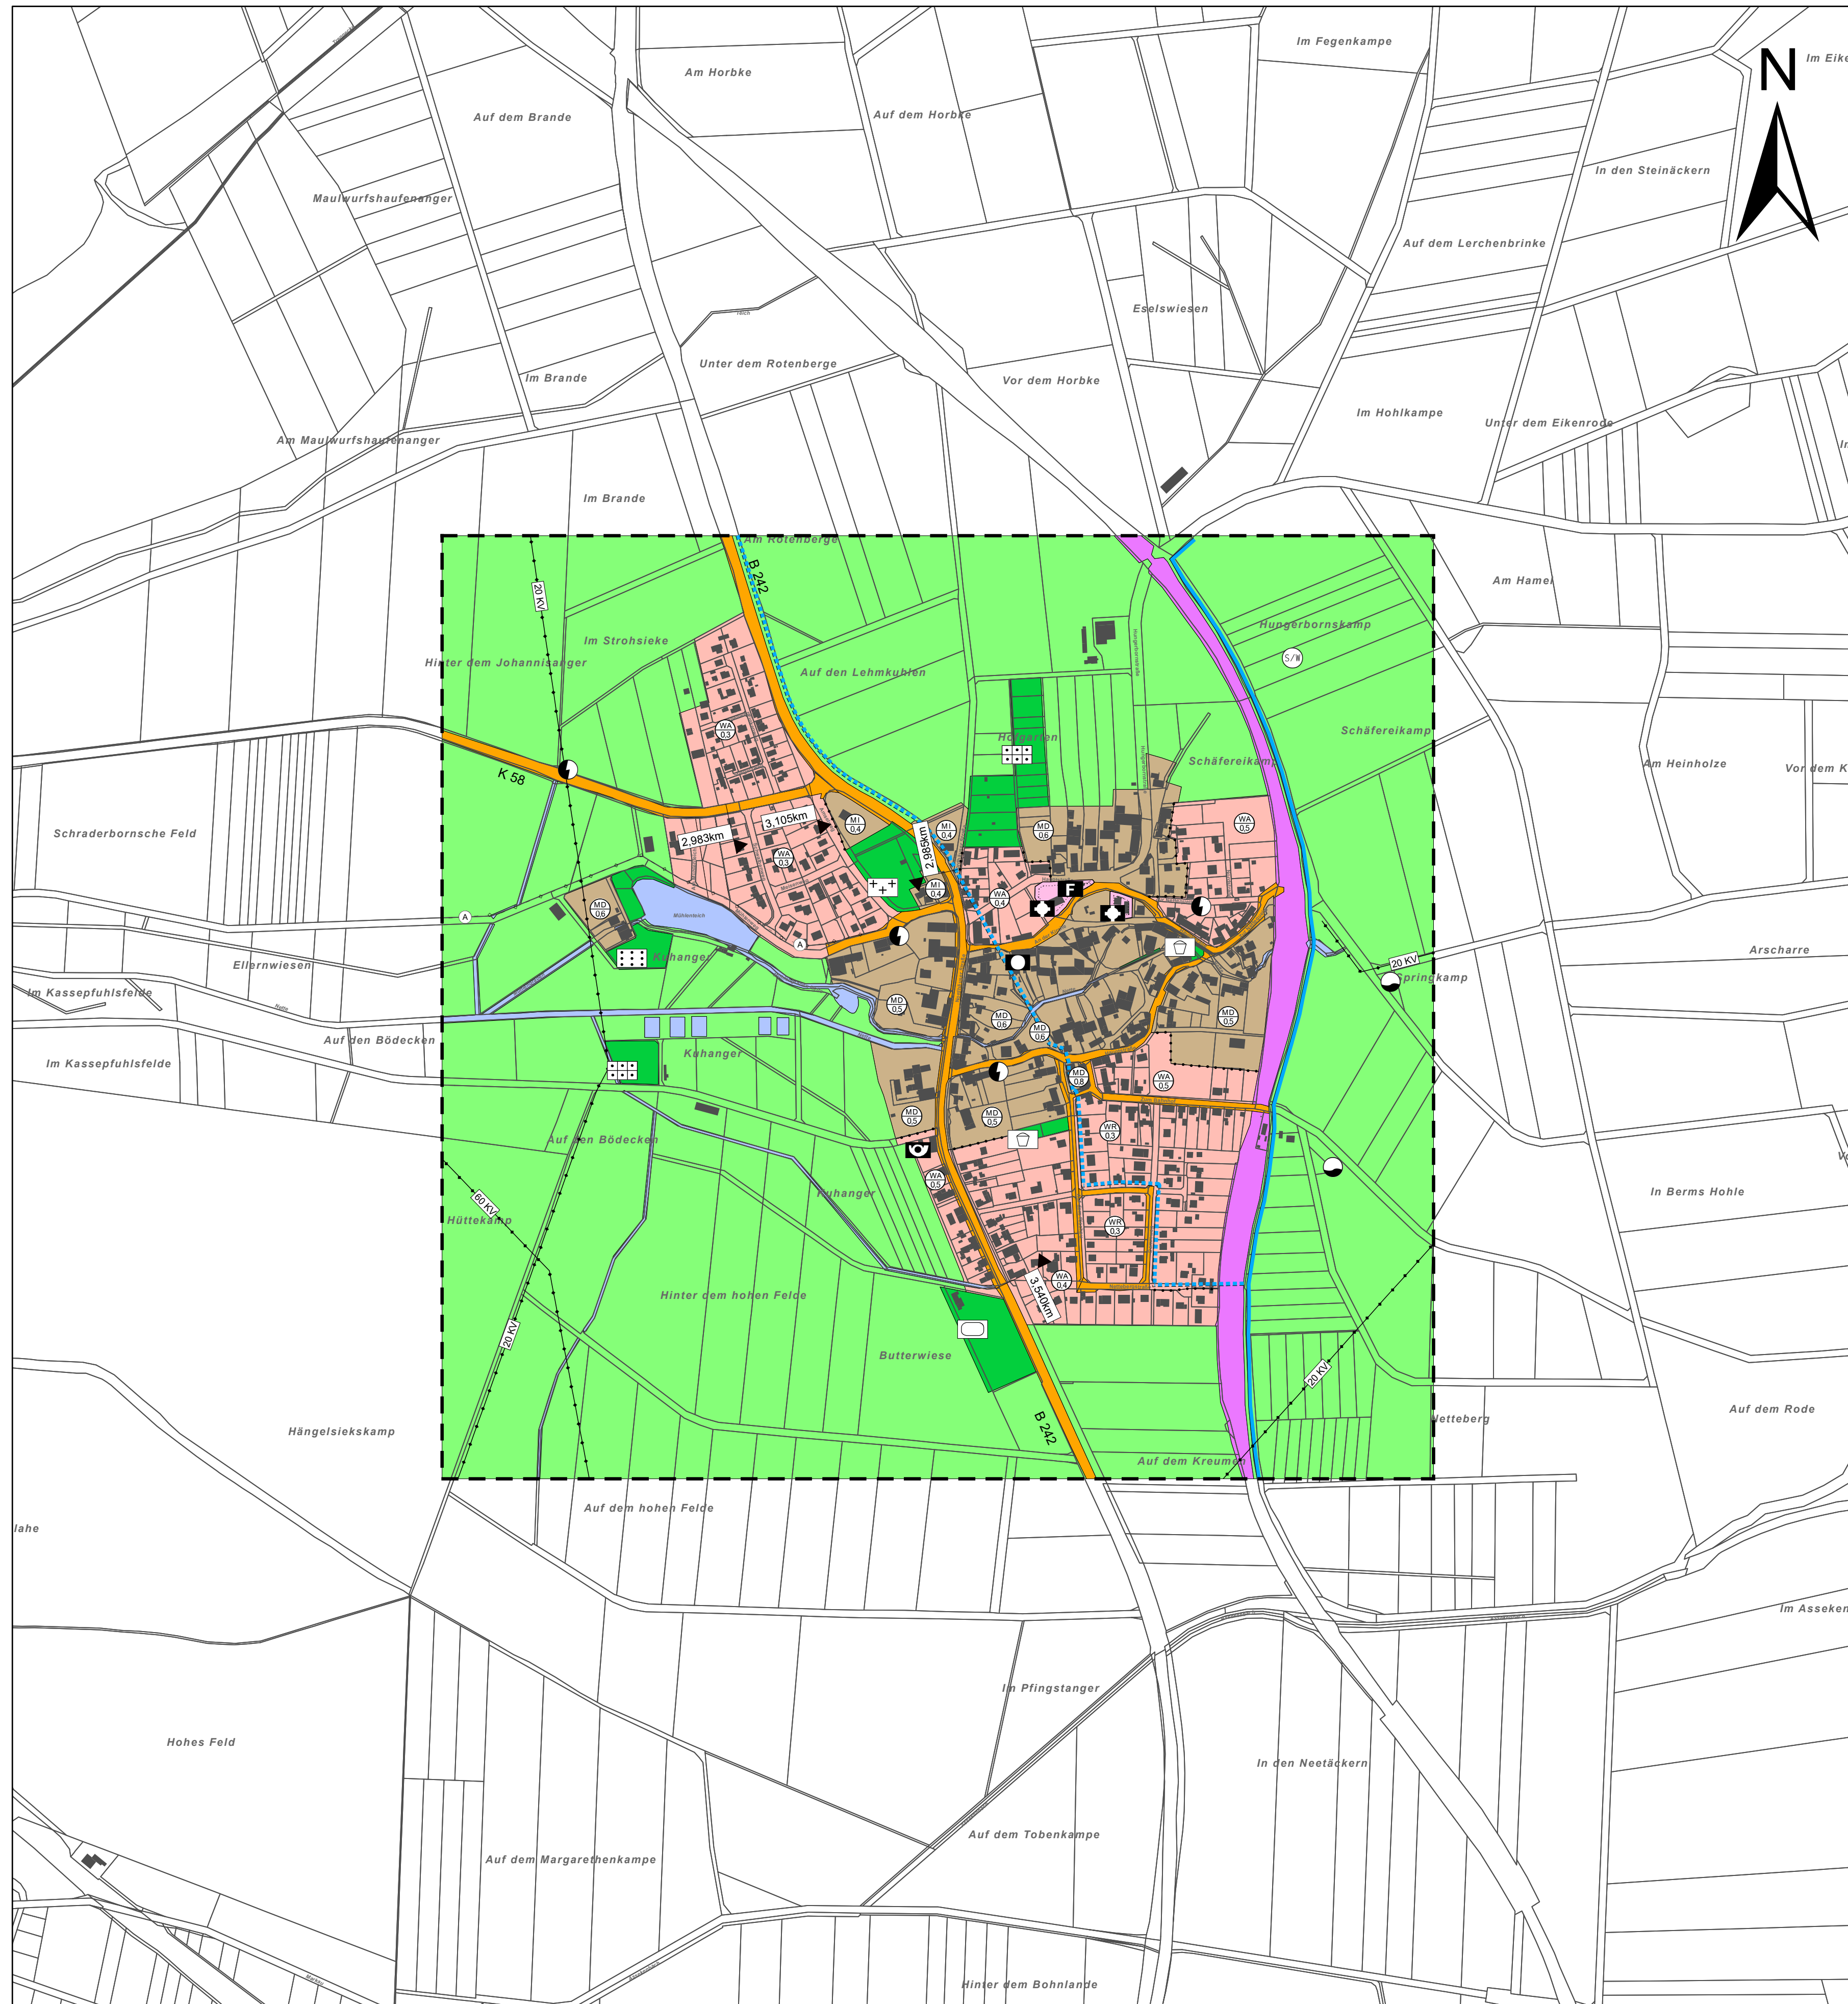 Im Fegenkampe
N
Am Horbke
Auf dem Brande
Auf dem Horbke
In den Steinäckern
Maulwurfshaufenanger
Auf dem Lerchenbrinke
Eselswiesen
Teich
Unter dem Rotenberge
Im Brande
Vor dem Horbke
Im Hohlkampe
Unter dem Eikenrode
Am Maulwurfshaufenanger
Im Brande
Am Rotenberge
B 242
20 KV
Am Hamel
Hungerbornskamp
Im Strohsieke
S/W
Hinter dem Johannisanger
Auf den Lehmkuhlen
WA
0.3
Hofgarten
Schäfereikamp
Schäfereikamp
Am Heinholze
Vor dem K
K 58
Schraderbornsche Feld
2,983km
3,105km
MI
0.4
2,985km
MI
0.4
MD
0.6
WA
0.5
WA
0.3
MI
0.4
WA
0.4
F
MD
0.6
Mühlenteich
A
A
Kuhanger
Ellernwiesen
Arscharre
20 KV
Springkamp
Im Kassepfuhlsfelde
MD
0.5
MD
0.6
MD
0.6
MD
0.5
Auf den Bödecken
Kuhanger
Im Kassepfuhlsfelde
MD
0.8
WA
0.5
Zum Bahnhof
MD
0.5
MD
0.5
WR
0.3
Auf den Bödecken
WA
0.5
Kuhanger
In Berms Hohle
60 KV
Hüttekamp
WR
0.3
WA
0.4
3,540km
Hinter dem hohen Felde
20 KV
Butterwiese
20 KV
B 242
Netteberg
Auf dem Rode
Hängelsiekskamp
Auf dem Kreumen
Auf dem hohen Felde
lahe
Im Asseken
In Pfingstanger
Hohes Feld
In den Neetäckern
Auf dem Tobenkampe
Auf dem Margarethenkampe
Hinter dem Bohnlande